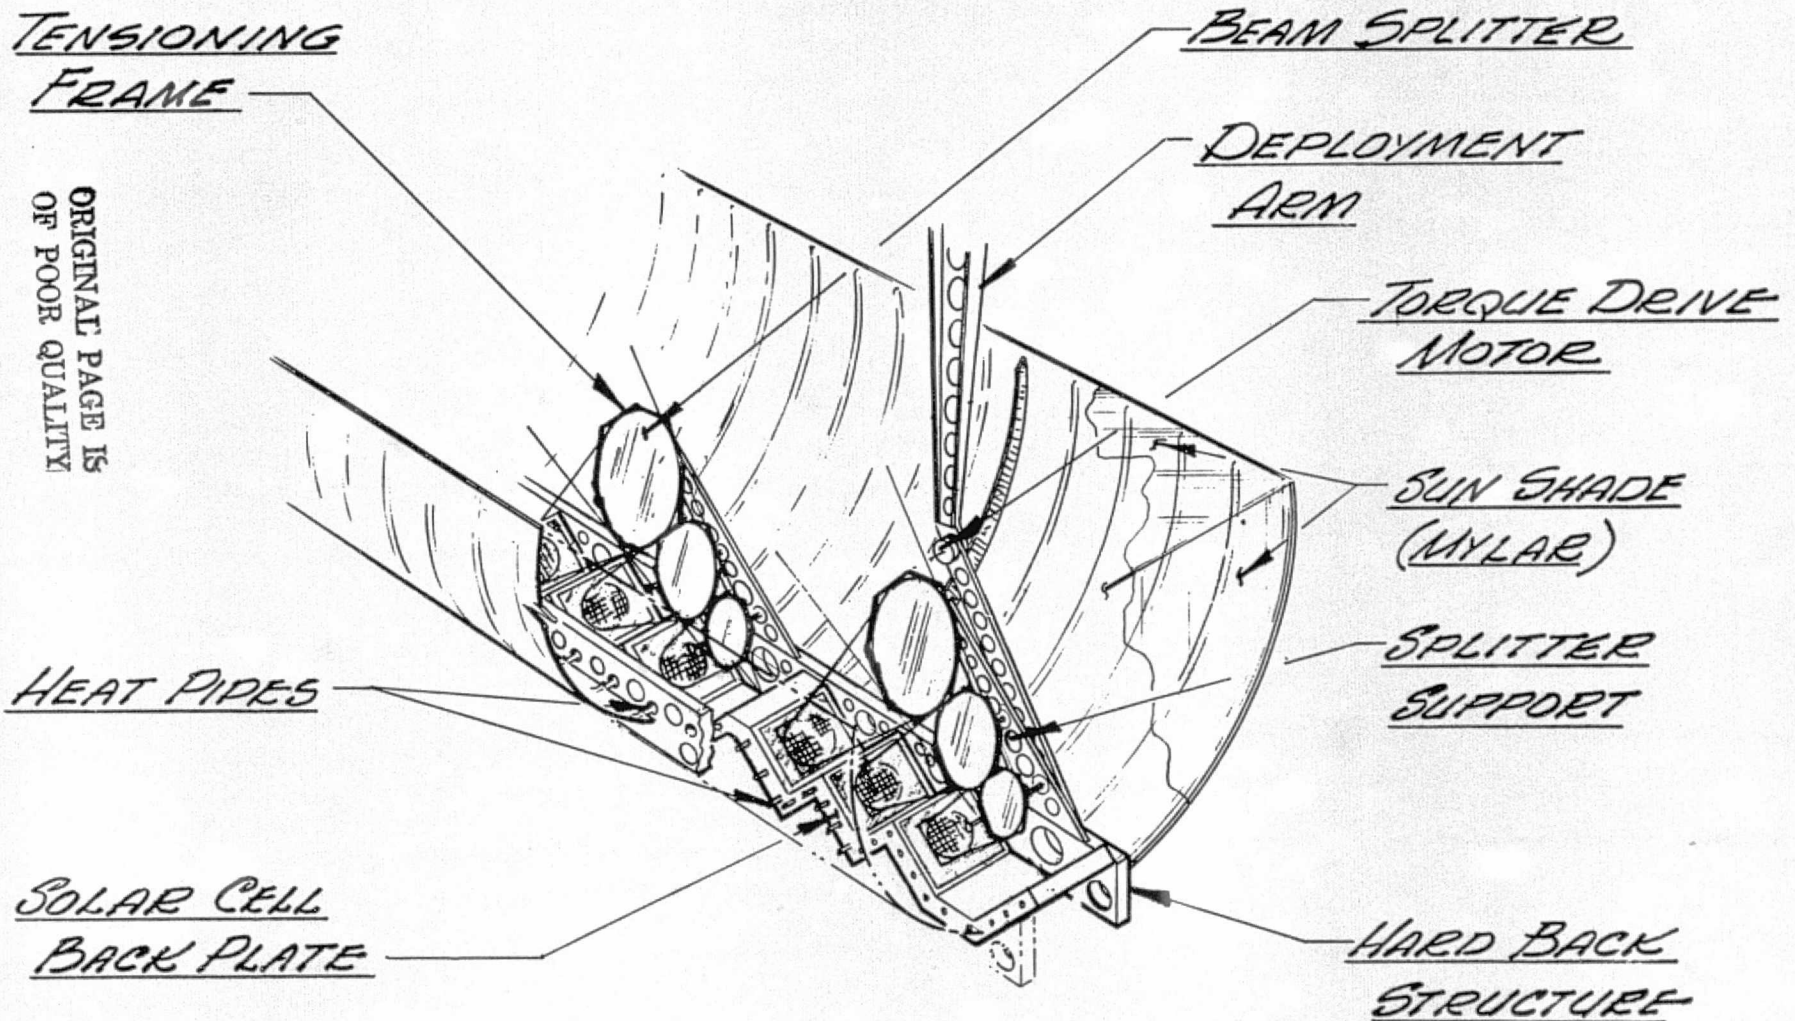 TENSIONING
FRAME
ORIGINAL PAGE IS
OF POOR QUALITY
HEAT PIPES
SOLAR CELL
BACK PLATE
BEAM SPLITTER
DEPLOYMENT
ARM
TORQUE DRIVE
MOTOR
SUN SHADE
(MYLAR)
SPLITTER
SUPPORT
HARD BACK
STRUCTURE